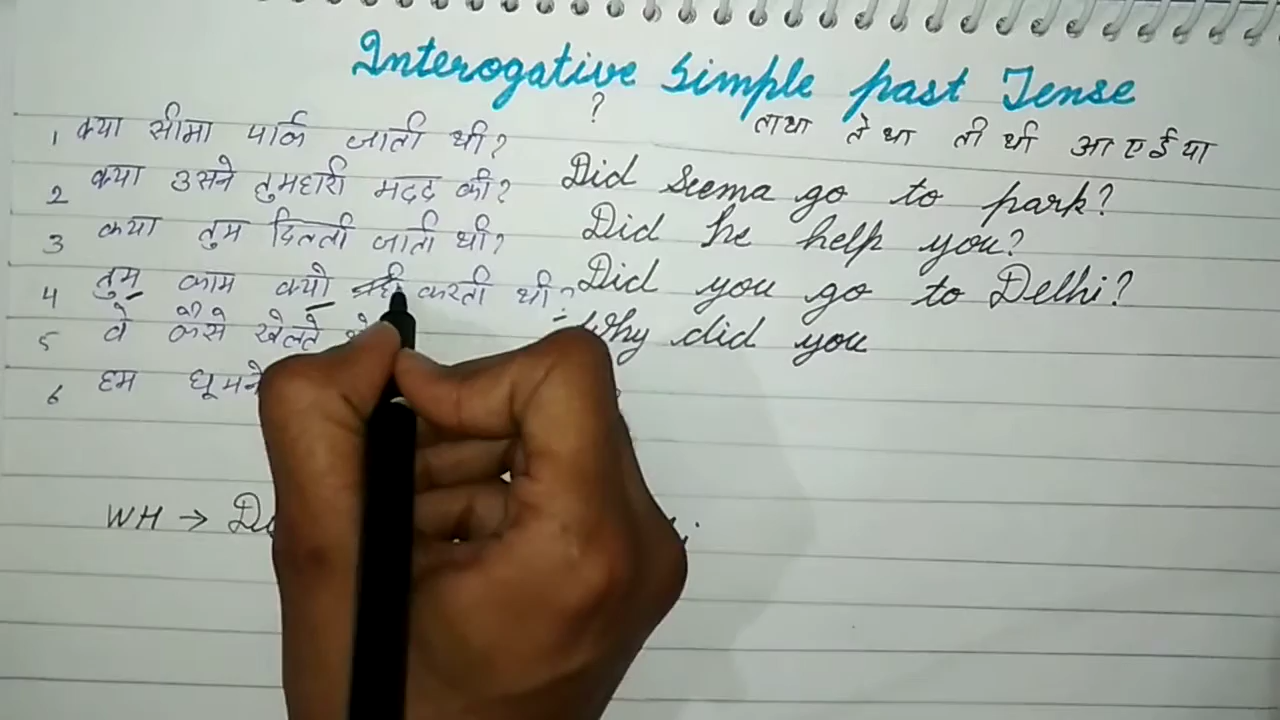 Interogative Simple past Tense
?
ताथा ते था ती थी आ ए ई या
1 क्या सीमा पार्क जाती थी? Did Seema go to park?
2 क्या उसने तुमहारी मदद की? Did he help you?
3 क्या तुम दिल्ली जाती थी? Did you go to Delhi?
4 तुम काम क्यो करती थी? Why did you
5 वे कैसे खेलते
6 हम घूमने
WH →